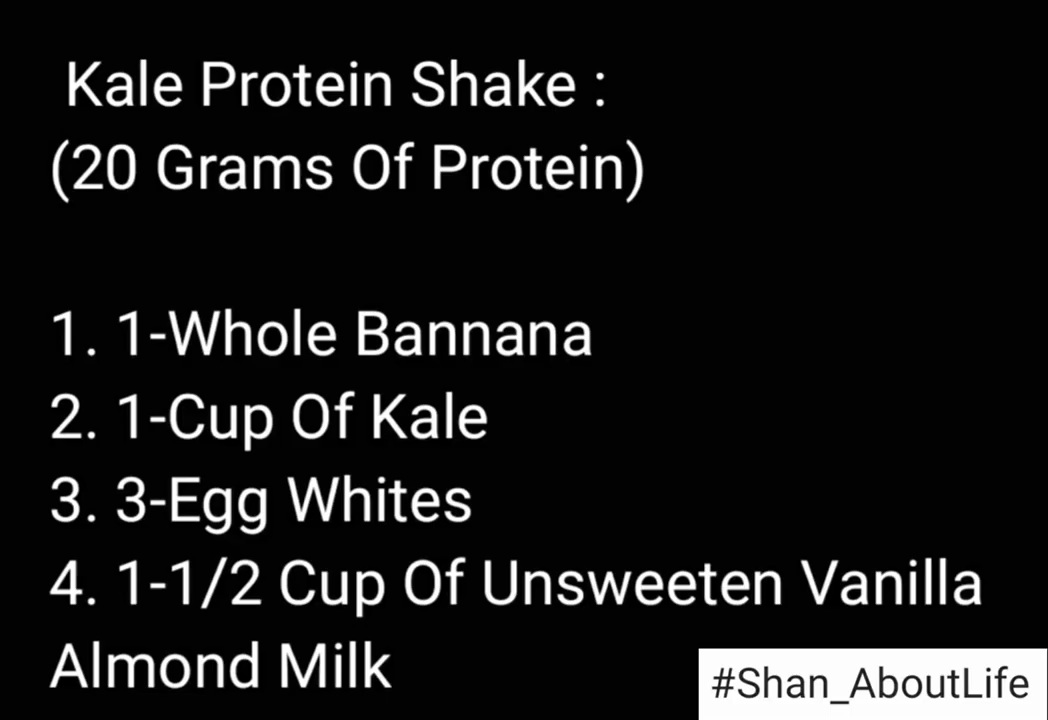 Kale Protein Shake :
(20 Grams Of Protein)
1. 1-Whole Bannana
2. 1-Cup Of Kale
3. 3-Egg Whites
4. 1-1/2 Cup Of Unsweeten Vanilla
Almond Milk
#Shan_AboutLife